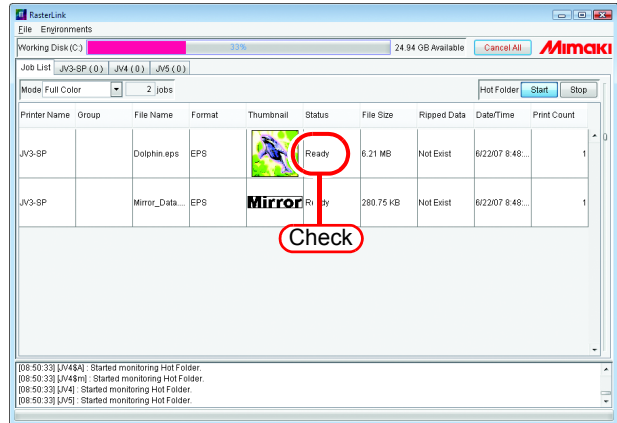 RasterLink
File Environments
Working Disk (C:) 33% 24.94 GB Available Cancel All Mimaki
Job List JV3-SP ( 0 ) JV4 ( 0 ) JV5 ( 0 )
Mode Full Color 2 jobs Hot Folder Start Stop
Printer Name Group File Name Format Thumbnail Status File Size Ripped Data Date/Time Print Count
JV3-SP Dolphin.eps EPS Ready 6.21 MB Not Exist 6/22/07 8:48:... 1
JV3-SP Mirror_Data.... EPS Mirror 280.75 KB Not Exist 6/22/07 8:48:... 1
Check
[08:50:33] [JV4$A] : Started monitoring Hot Folder.
[08:50:33] [JV4$m] : Started monitoring Hot Folder.
[08:50:33] [JV4] : Started monitoring Hot Folder.
[08:50:33] [JV5] : Started monitoring Hot Folder.